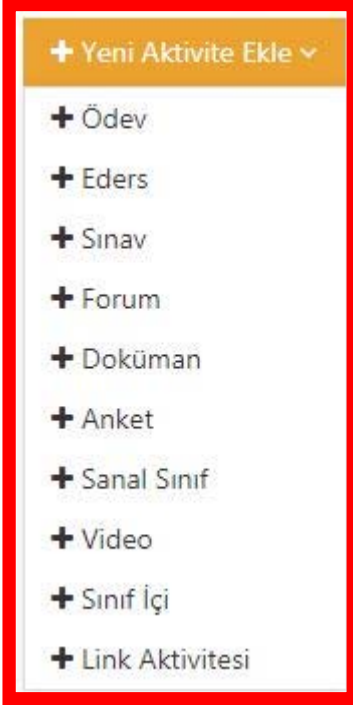 + Yeni Aktivite Ekle
+ Ödev
+ Eders
+ Sınav
+ Forum
+ Doküman
+ Anket
+ Sanal Sınıf
+ Video
+ Sınıf İçi
+ Link Aktivitesi